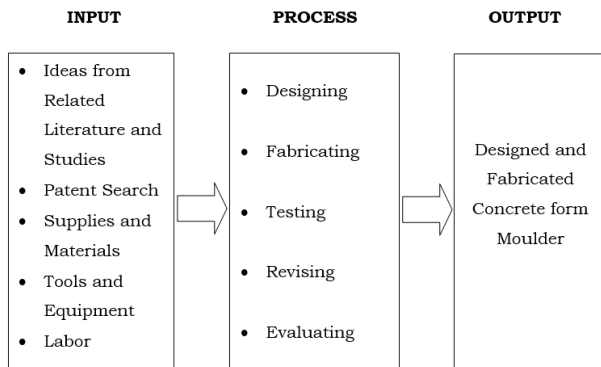 INPUT
PROCESS
OUTPUT
• Ideas from
Related
Literature and
Studies
• Patent Search
• Supplies and
Materials
• Tools and
Equipment
• Labor
• Designing
• Fabricating
• Testing
• Revising
• Evaluating
Designed and
Fabricated
Concrete form
Moulder